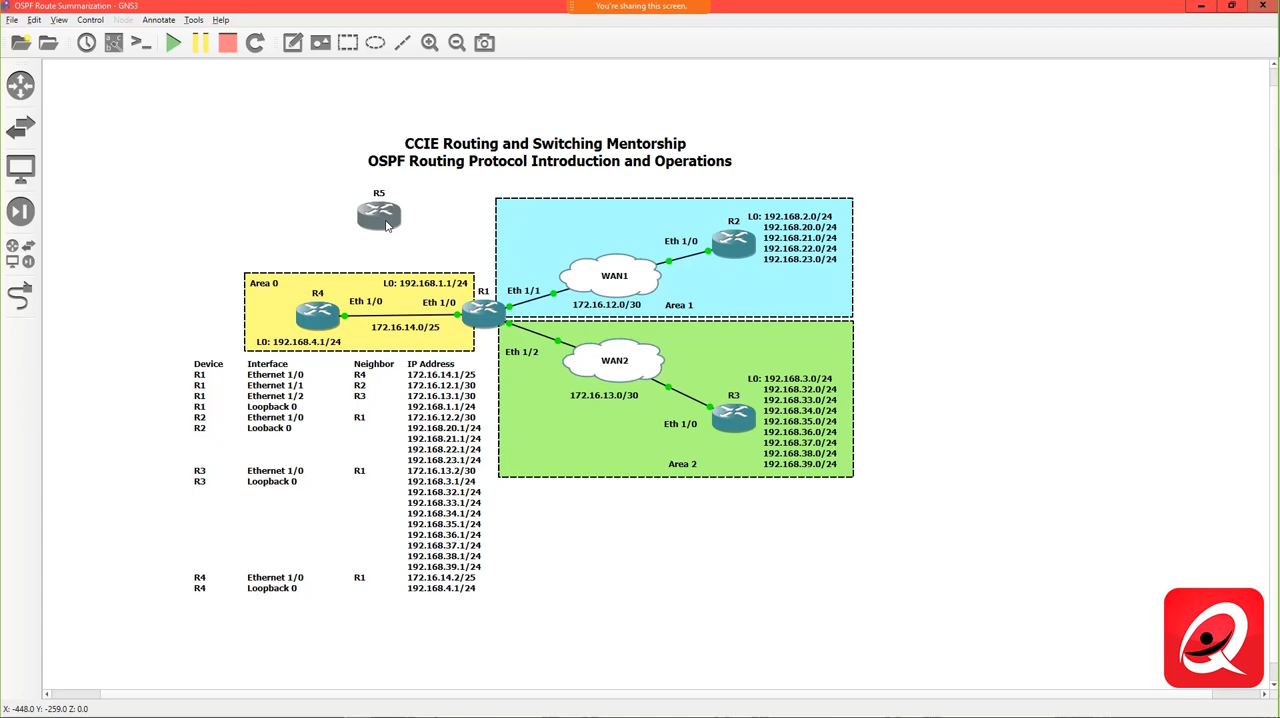 OSPF Route Summarization - GNS3
You're sharing this screen.
File Edit View Control Node Annotate Tools Help
CCIE Routing and Switching Mentorship
OSPF Routing Protocol Introduction and Operations
R5
R2 L0: 192.168.2.0/24
192.168.20.0/24
192.168.21.0/24
192.168.22.0/24
192.168.23.0/24
Eth 1/0
WAN1
Eth 1/1
172.16.12.0/30
Area 1
Area 0
L0: 192.168.1.1/24
R4
Eth 1/0
Eth 1/0
R1
172.16.14.0/25
L0: 192.168.4.1/24
Eth 1/2
WAN2
172.16.13.0/30
R3
Eth 1/0
L0: 192.168.3.0/24
192.168.32.0/24
192.168.33.0/24
192.168.34.0/24
192.168.35.0/24
192.168.36.0/24
192.168.37.0/24
192.168.38.0/24
192.168.39.0/24
Area 2
Device Interface Neighbor IP Address
R1 Ethernet 1/0 R4 172.16.14.1/25
R1 Ethernet 1/1 R2 172.16.12.1/30
R1 Ethernet 1/2 R3 172.16.13.1/30
R1 Loopback 0 192.168.1.1/24
R2 Ethernet 1/0 R1 172.16.12.2/30
R2 Looback 0 192.168.20.1/24
192.168.21.1/24
192.168.22.1/24
192.168.23.1/24
R3 Ethernet 1/0 R1 172.16.13.2/30
R3 Loopback 0 192.168.3.1/24
192.168.32.1/24
192.168.33.1/24
192.168.34.1/24
192.168.35.1/24
192.168.36.1/24
192.168.37.1/24
192.168.38.1/24
192.168.39.1/24
R4 Ethernet 1/0 R1 172.16.14.2/25
R4 Loopback 0 192.168.4.1/24
X: -448.0 Y: -259.0 Z: 0.0